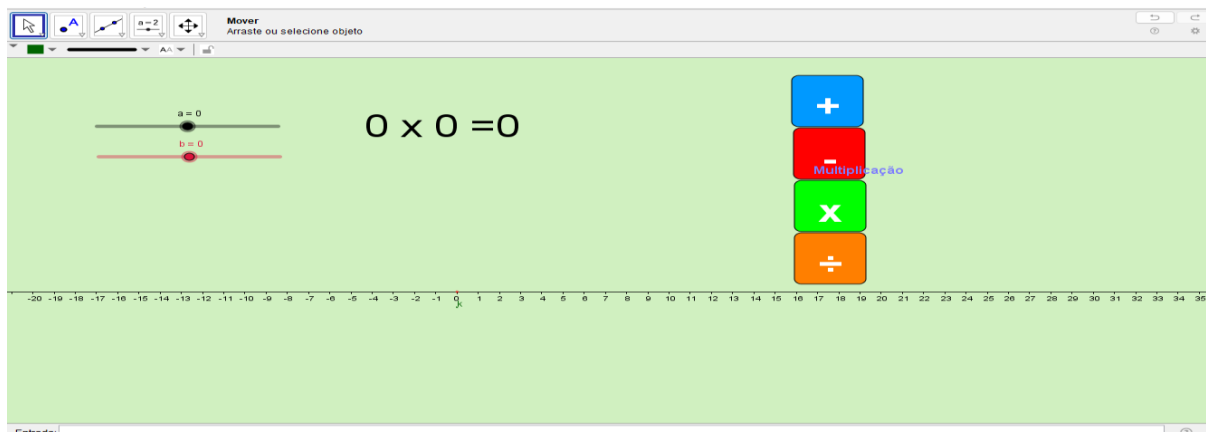 Mover
Arraste ou selecione objeto
A
a=2
AA
a = 0
b = 0
0 x 0 =0
+
-
Multiplicação
x
÷
-20 -19 -18 -17 -16 -15 -14 -13 -12 -11 -10 -9 -8 -7 -6 -5 -4 -3 -2 -1 0 1 2 3 4 5 6 7 8 9 10 11 12 13 14 15 16 17 18 19 20 21 22 23 24 25 26 27 28 29 30 31 32 33 34 35
Entrada: